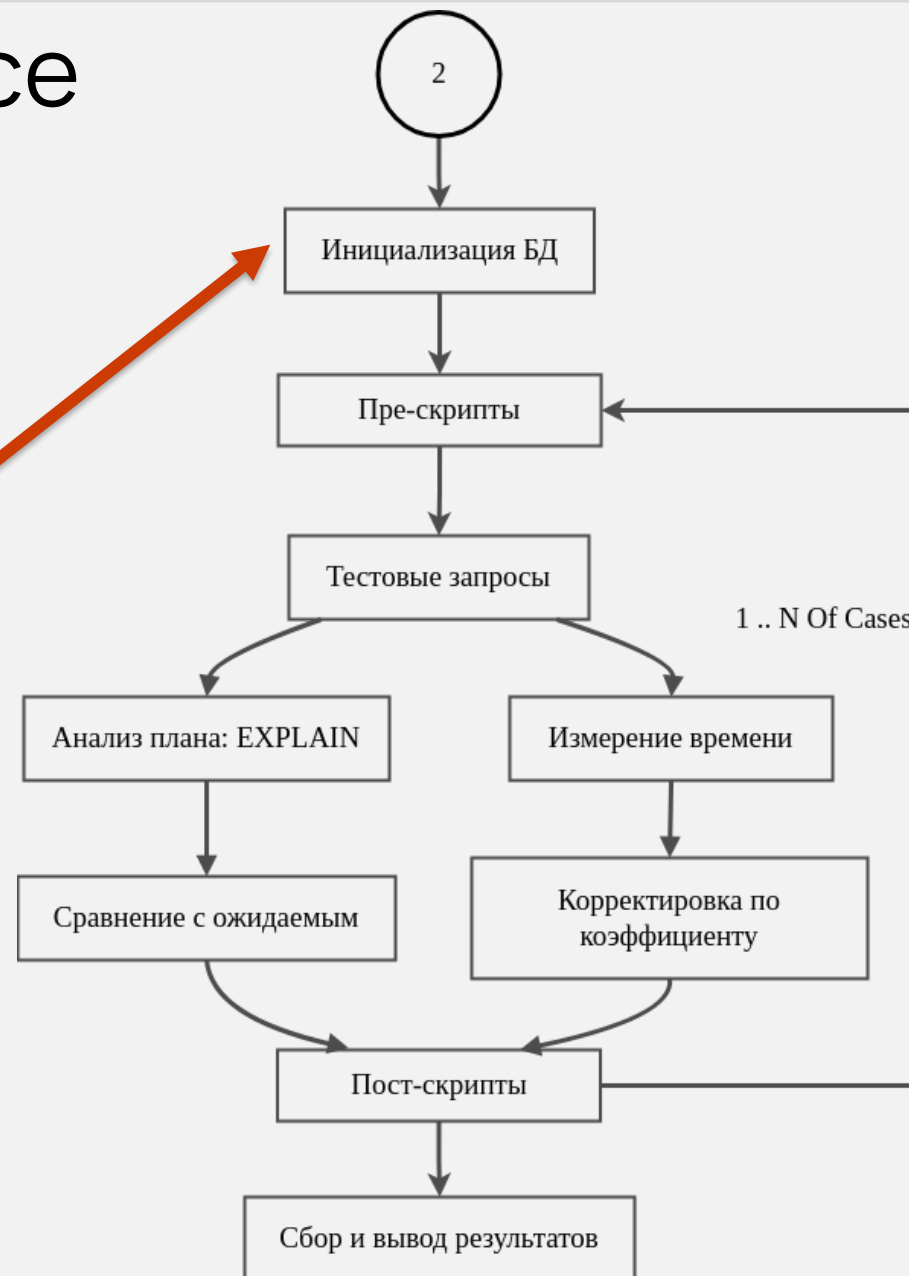 ce
2
Инициализация БД
Пре-скрипты
Тестовые запросы
1 .. N Of Cases
Анализ плана: EXPLAIN
Измерение времени
Сравнение с ожидаемым
Корректировка по
коэффициенту
Пост-скрипты
Сбор и вывод результатов